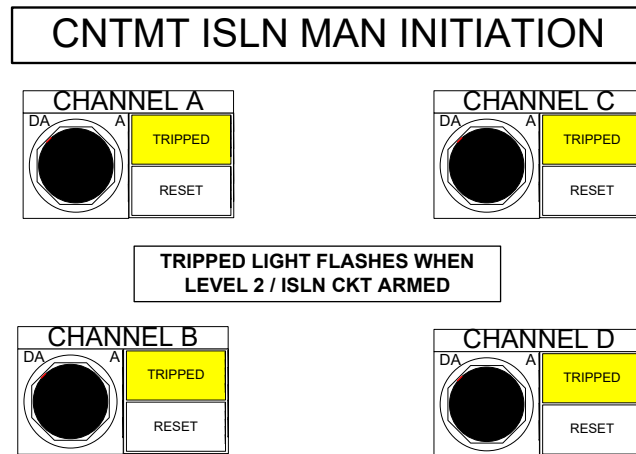 CNTMT ISLN MAN INITIATION
CHANNEL A
DA A
TRIPPED
RESET
CHANNEL C
DA A
TRIPPED
RESET
TRIPPED LIGHT FLASHES WHEN
LEVEL 2 / ISLN CKT ARMED
CHANNEL B
DA A
TRIPPED
RESET
CHANNEL D
DA A
TRIPPED
RESET